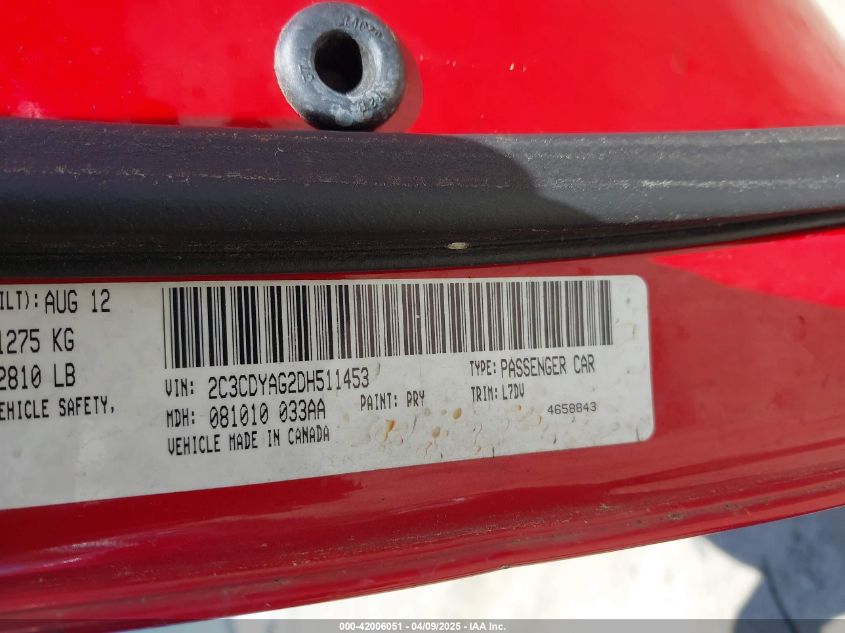 ILT): AUG 12
1275 KG
2810 LB
EHICLE SAFETY,
VIN: 2C3CDYAG2DH511453
TYPE: PASSENGER CAR
MDH: 081010 033AA
PAINT: PRY
TRIM: L7DV
4658843
VEHICLE MADE IN CANADA
000-42006051 | 04/09/2025 - IAA Inc.